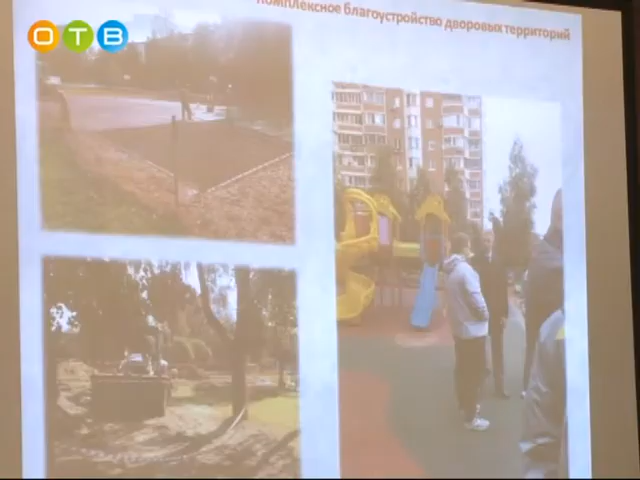 ОТВ
комплексное благоустройство дворовых территорий